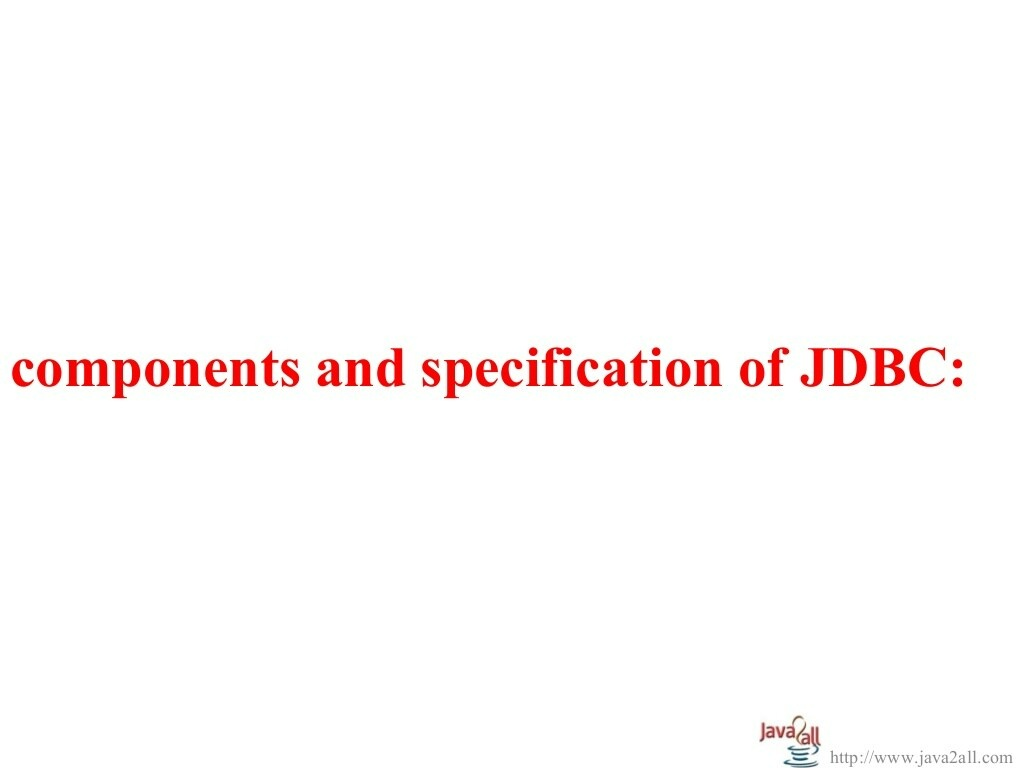 components and specification of JDBC:
Java2all
http://www.java2all.com